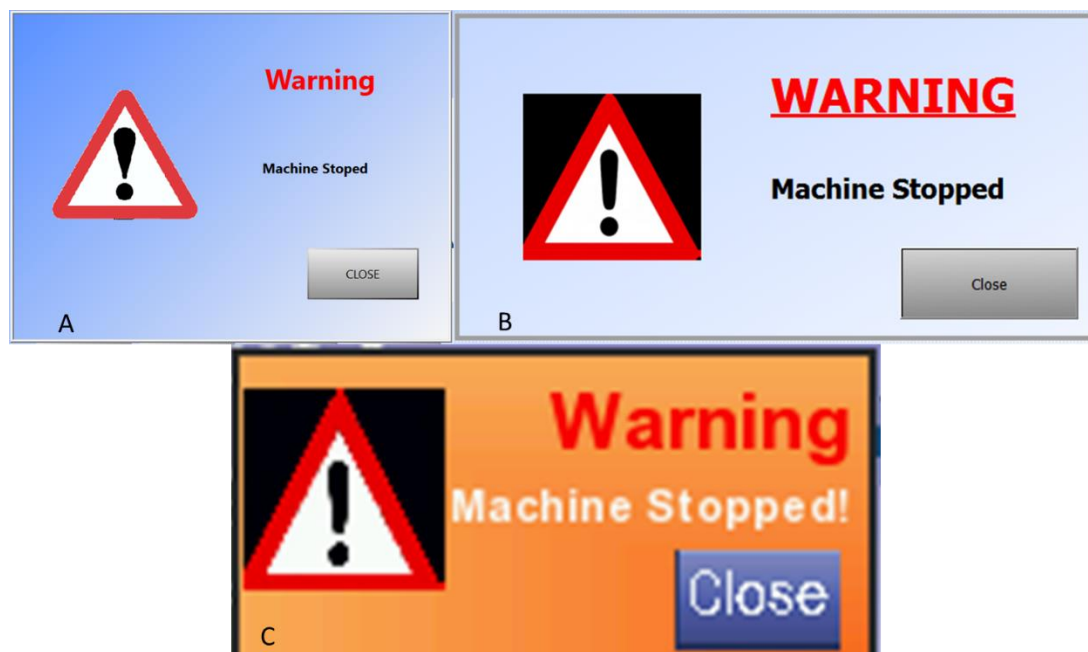 Warning
Machine Stoped
CLOSE
A
WARNING
Machine Stopped
Close
B
Warning
Machine Stopped!
Close
C